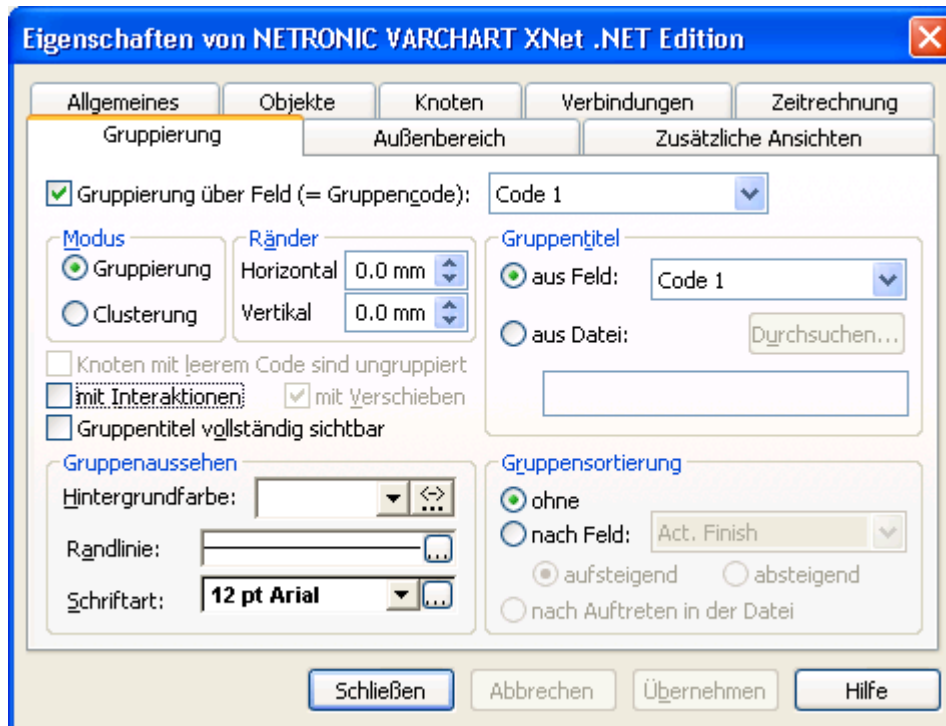 Eigenschaften von NETRONIC VARCHART XNet .NET Edition
Allgemeines Objekte Knoten Verbindungen Zeitrechnung
Gruppierung Außenbereich Zusätzliche Ansichten
Gruppierung über Feld (= Gruppencode): Code 1
Modus Ränder Gruppentitel
Gruppierung Horizontal 0.0 mm aus Feld: Code 1
Clusterung Vertikal 0.0 mm aus Datei: Durchsuchen...
Knoten mit leerem Code sind ungruppiert
mit Interaktionen mit Verschieben
Gruppentitel vollständig sichtbar
Gruppenaussehen Gruppensortierung
Hintergrundfarbe: <-> ... ohne
Randlinie: ... nach Feld: Act. Finish
aufsteigend absteigend
Schriftart: 12 pt Arial ... nach Auftreten in der Datei
Schließen Abbrechen Übernehmen Hilfe